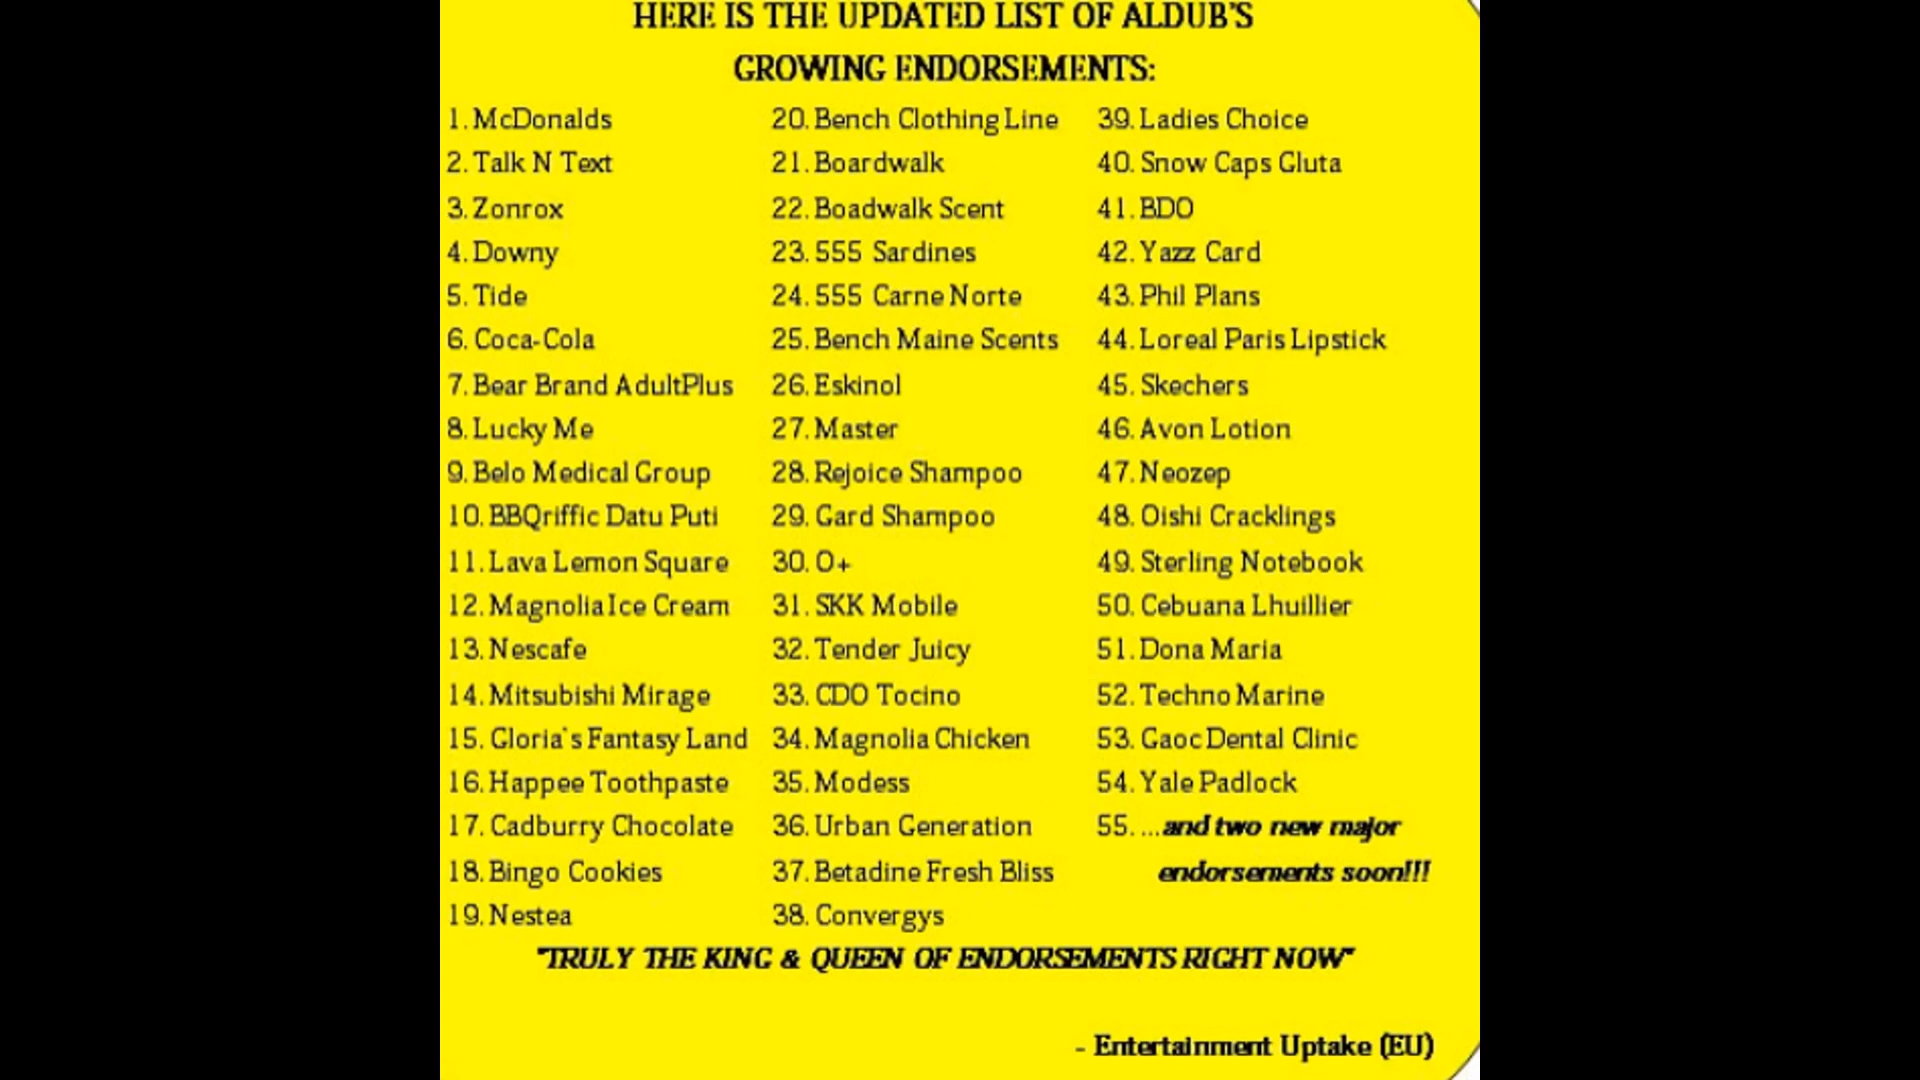 HERE IS THE UPDATED LIST OF ALDUB'S
GROWING ENDORSEMENTS:
1. McDonalds
2. Talk N Text
3. Zonrox
4. Downy
5. Tide
6. Coca-Cola
7. Bear Brand AdultPlus
8. Lucky Me
9. Belo Medical Group
10. BBQriffic Datu Puti
11. Lava Lemon Square
12. Magnolia Ice Cream
13. Nescafe
14. Mitsubishi Mirage
15. Gloria's Fantasy Land
16. Happee Toothpaste
17. Cadburry Chocolate
18. Bingo Cookies
19. Nestea
20. Bench Clothing Line
21. Boardwalk
22. Boadwalk Scent
23. 555 Sardines
24. 555 Carne Norte
25. Bench Maine Scents
26. Eskinol
27. Master
28. Rejoice Shampoo
29. Gard Shampoo
30. O+
31. SKK Mobile
32. Tender Juicy
33. CDO Tocino
34. Magnolia Chicken
35. Modess
36. Urban Generation
37. Betadine Fresh Bliss
38. Convergys
39. Ladies Choice
40. Snow Caps Gluta
41. BDO
42. Yazz Card
43. Phil Plans
44. Loreal Paris Lipstick
45. Skechers
46. Avon Lotion
47. Neozep
48. Oishi Cracklings
49. Sterling Notebook
50. Cebuana Lhuillier
51. Dona Maria
52. Techno Marine
53. Gaoc Dental Clinic
54. Yale Padlock
55. ...and two new major
endorsements soon!!!
"TRULY THE KING & QUEEN OF ENDORSEMENTS RIGHT NOW"
- Entertainment Uptake (EU)